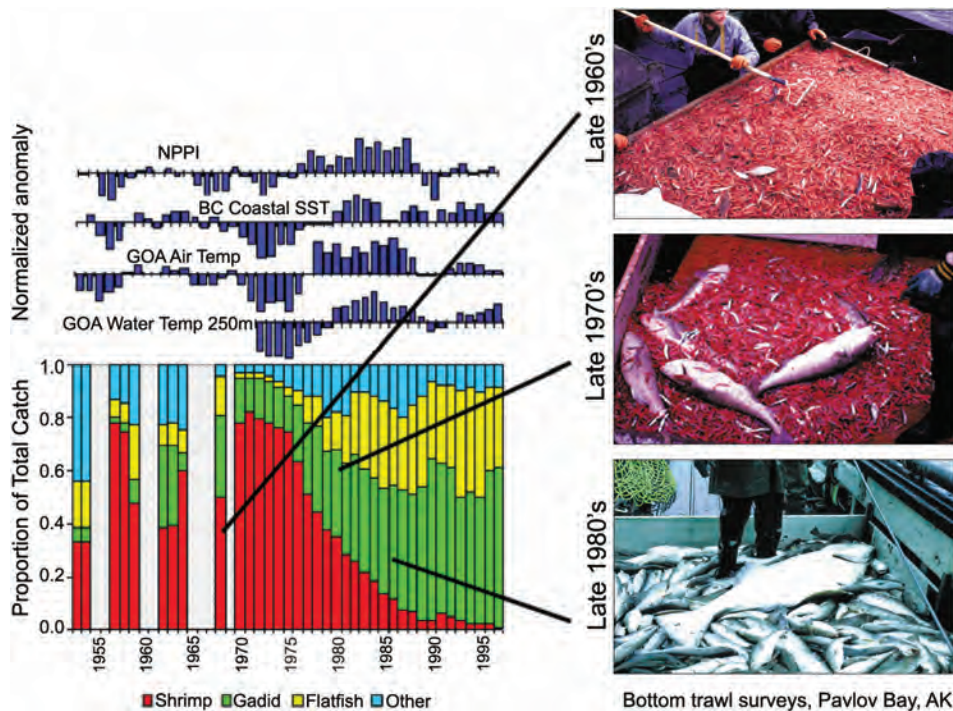 Normalized anomaly
NPPI
BC Coastal SST
GOA Air Temp
GOA Water Temp 250m
Proportion of Total Catch
1.0
0.8
0.6
0.4
0.2
0.0
1955
1960
1965
1970
1975
1980
1985
1990
1995
Shrimp Gadid Flatfish Other
Late 1960's
Late 1970's
Late 1980's
Bottom trawl surveys, Pavlov Bay, AK